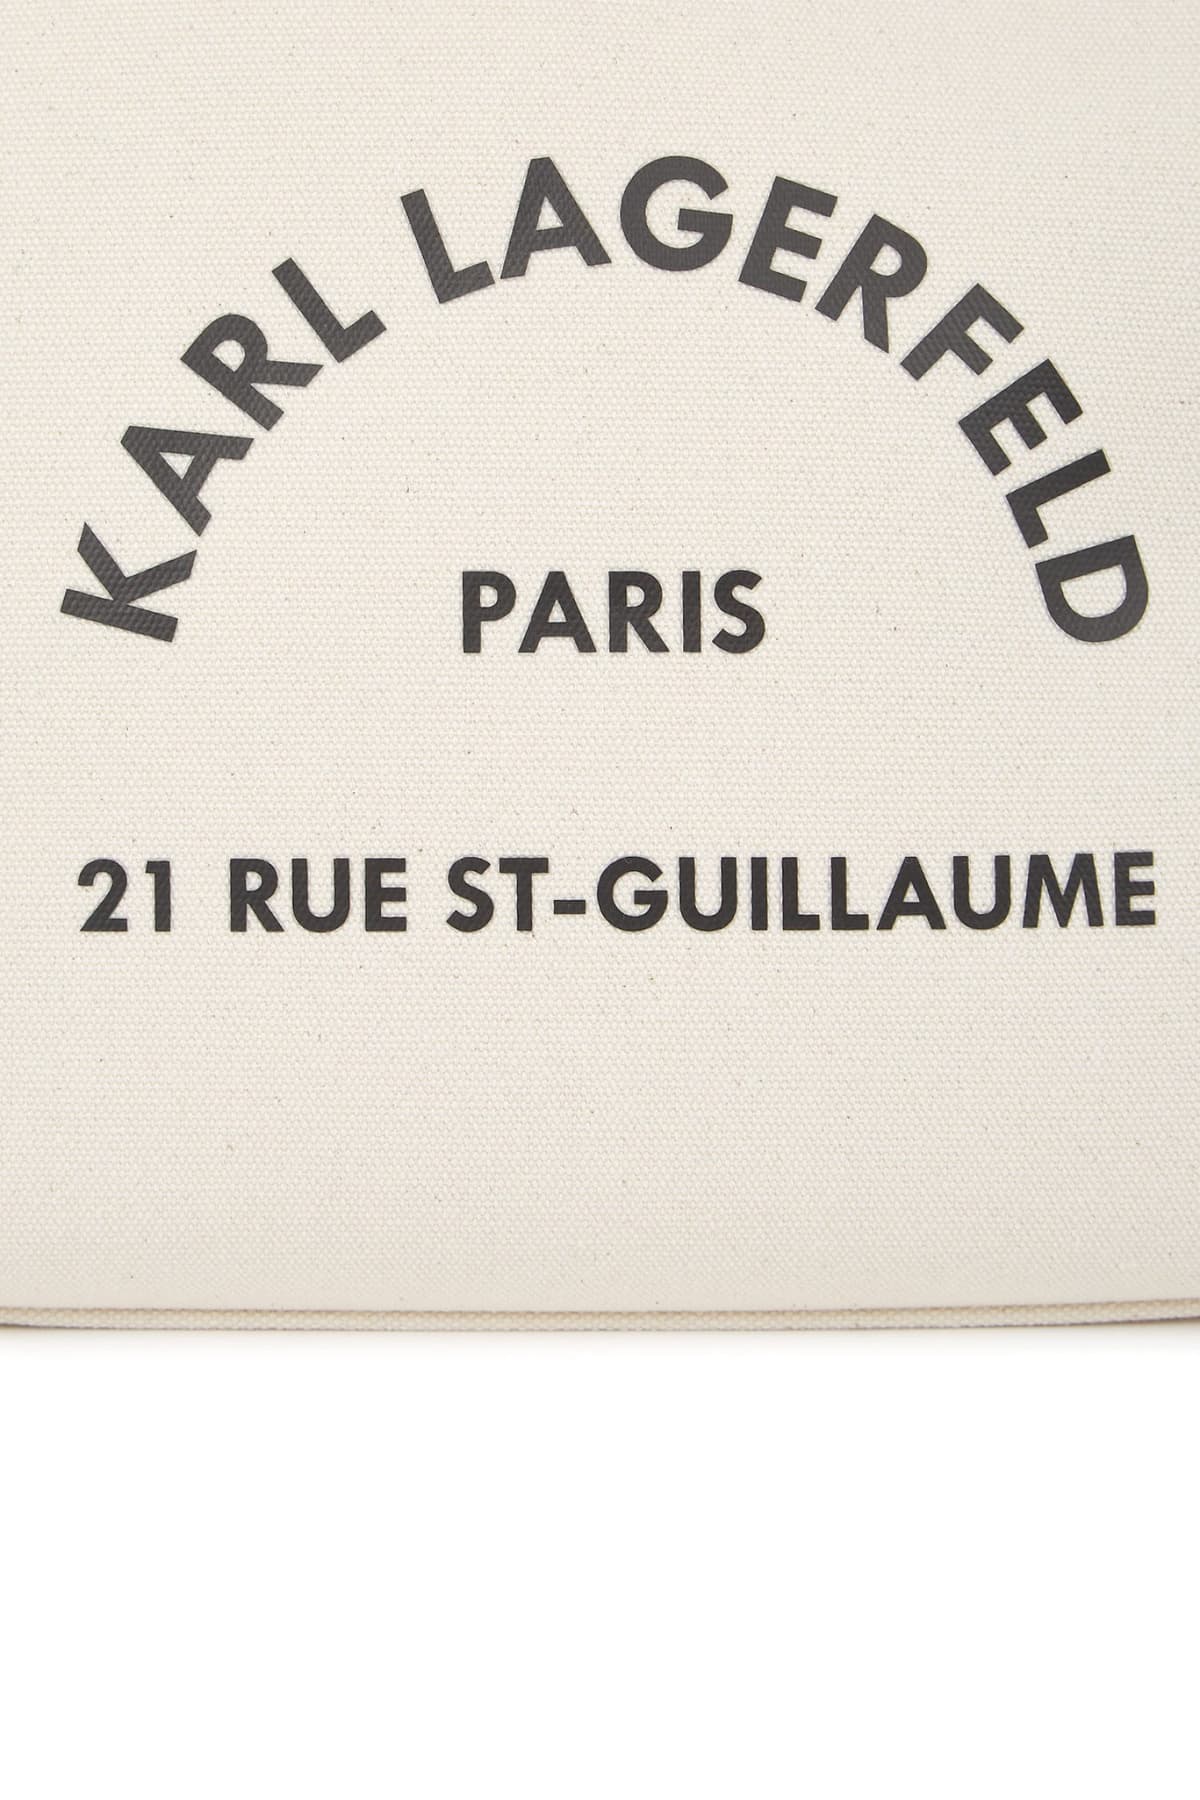 KARL LAGERFELD
PARIS
21 RUE ST-GUILLAUME